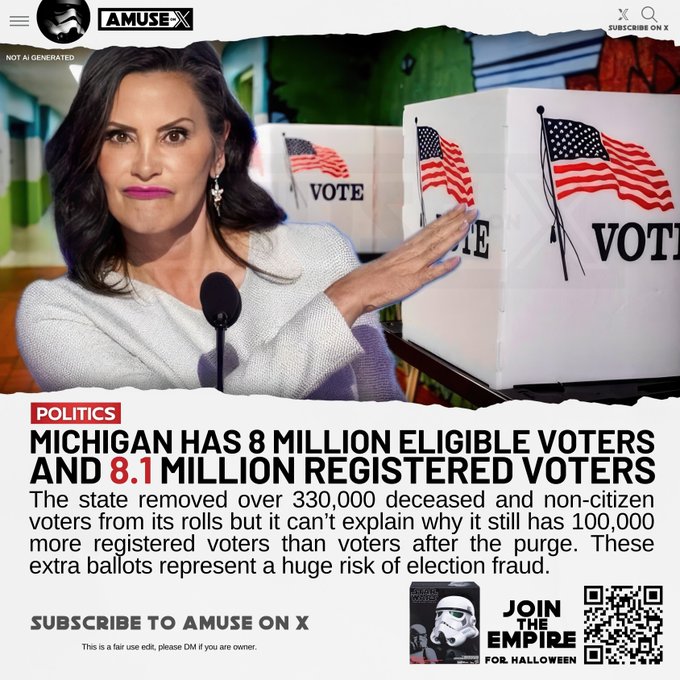 AMUSE ON X
SUBSCRIBE ON X
NOT Ai GENERATED
VOTE
VOTE
VOTE
POLITICS
MICHIGAN HAS 8 MILLION ELIGIBLE VOTERS
AND 8.1 MILLION REGISTERED VOTERS
The state removed over 330,000 deceased and non-citizen
voters from its rolls but it can’t explain why it still has 100,000
more registered voters than voters after the purge. These
extra ballots represent a huge risk of election fraud.
SUBSCRIBE TO AMUSE ON X
This is a fair use edit, please DM if you are owner.
STAR
WARS
JOIN
THE
EMPIRE
FOR HALLOWEEN